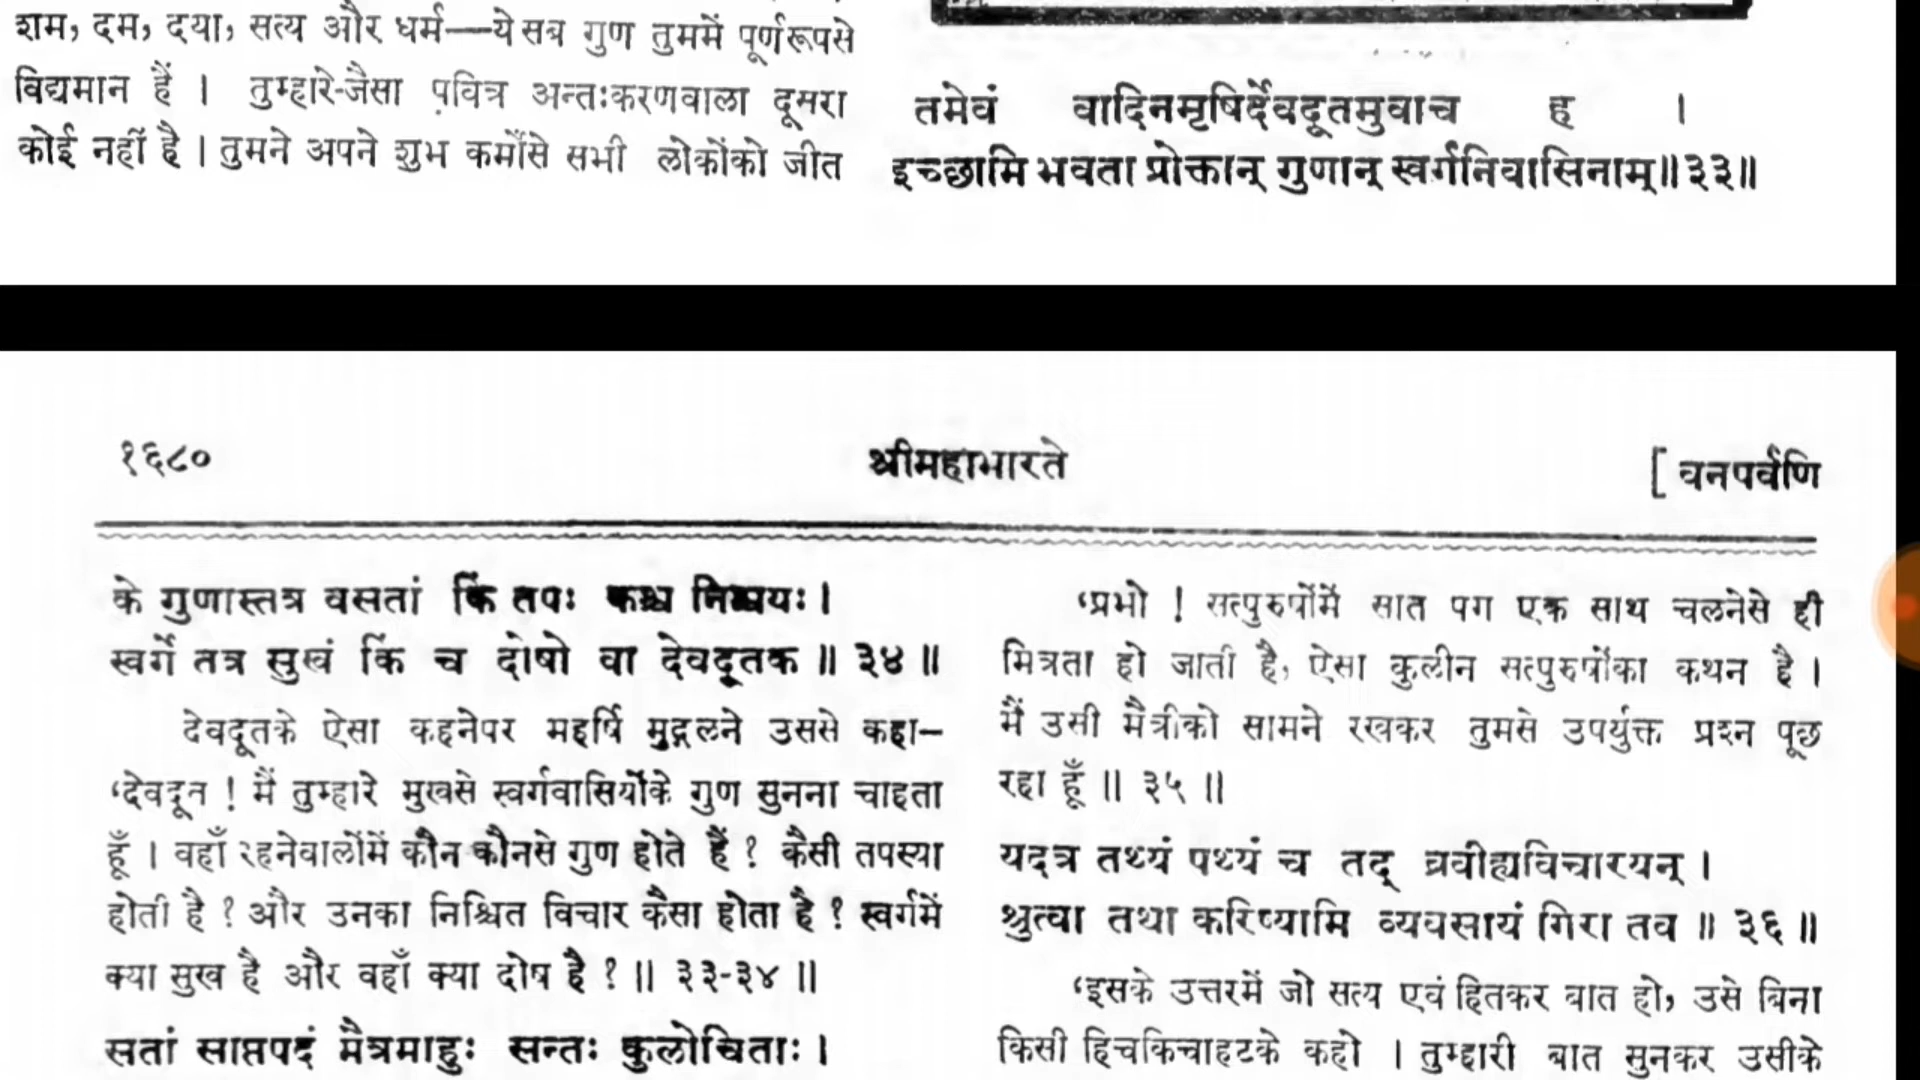 शम, दम, दया, सत्य और धर्म—ये सब गुण तुममें पूर्णरूपसे
विद्यमान हैं । तुम्हारे-जैसा पवित्र अन्तःकरणवाला दूसरा
कोई नहीं है । तुमने अपने शुभ कर्मोंसे सभी लोकोंको जीत
तमेवं वादिनमृषिर्देवदूतमुवाच ह ।
इच्छामि भवता प्रोक्तान् गुणान् स्वर्गनिवासिनाम्॥३३॥
१६८० श्रीमहाभारते [ वनपर्वणि
के गुणास्तत्र वसतां किं तपः कश्च निश्चयः ।
स्वर्गे तत्र सुखं किं च दोषो वा देवदूतक ॥ ३४ ॥
देवदूतके ऐसा कहनेपर महर्षि मुद्गलने उससे कहा—
‘देवदूत ! मैं तुम्हारे मुखसे स्वर्गवासियोंके गुण सुनना चाहता
हूँ । वहाँ रहनेवालोंमें कौन कौनसे गुण होते हैं ? कैसी तपस्या
होती है ? और उनका निश्चित विचार कैसा होता है ? स्वर्गमें
क्या सुख है और वहाँ क्या दोष है ? ॥ ३३-३४ ॥
सतां साप्तपदं मैत्रमाहुः सन्तः कुलोचिताः ।
‘प्रभो ! सत्पुरुषोंमें सात पग एक साथ चलनेसे ही
मित्रता हो जाती है, ऐसा कुलीन सत्पुरुषोंका कथन है ।
मैं उसी मैत्रीको सामने रखकर तुमसे उपर्युक्त प्रश्न पूछ
रहा हूँ ॥ ३५ ॥
यदत्र तथ्यं पथ्यं च तद् ब्रवीह्यविचारयन् ।
श्रुत्वा तथा करिष्यामि व्यवसायं गिरा तव ॥ ३६ ॥
‘इसके उत्तरमें जो सत्य एवं हितकर बात हो, उसे बिना
किसी हिचकिचाहटके कहो । तुम्हारी बात सुनकर उसीके